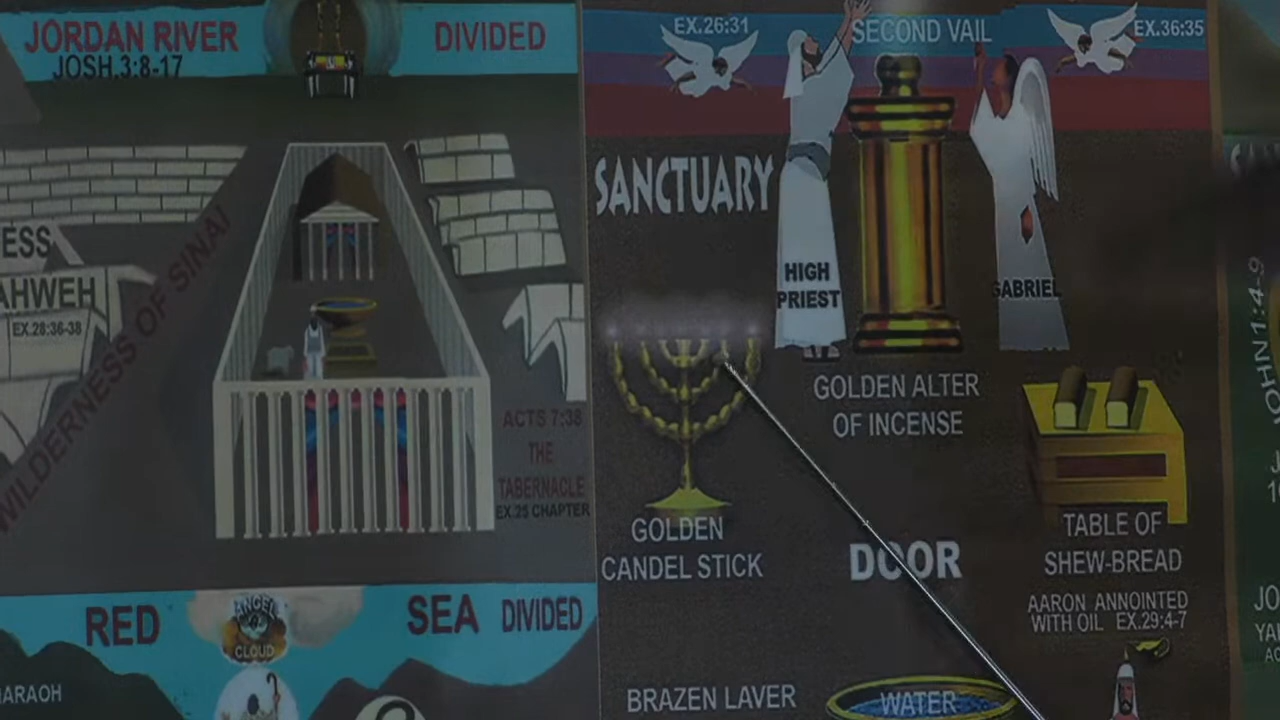 JORDAN RIVER
DIVIDED
JOSH.3:8-17
ESS
AHWEH
EX.28:36-38
WILDERNESS OF SINAI
ACTS 7:38
THE
TABERNACLE
EX.25 CHAPTER
RED
SEA DIVIDED
ANGEL
CLOUD
HARAOH
EX.26:31
SECOND VAIL
EX.36:35
SANCTUARY
HIGH
PRIEST
GABRIEL
GOLDEN ALTER
OF INCENSE
GOLDEN
CANDEL STICK
DOOR
TABLE OF
SHEW-BREAD
AARON ANNOINTED
WITH OIL EX.29:4-7
BRAZEN LAVER
WATER
JOHN 1:4-9